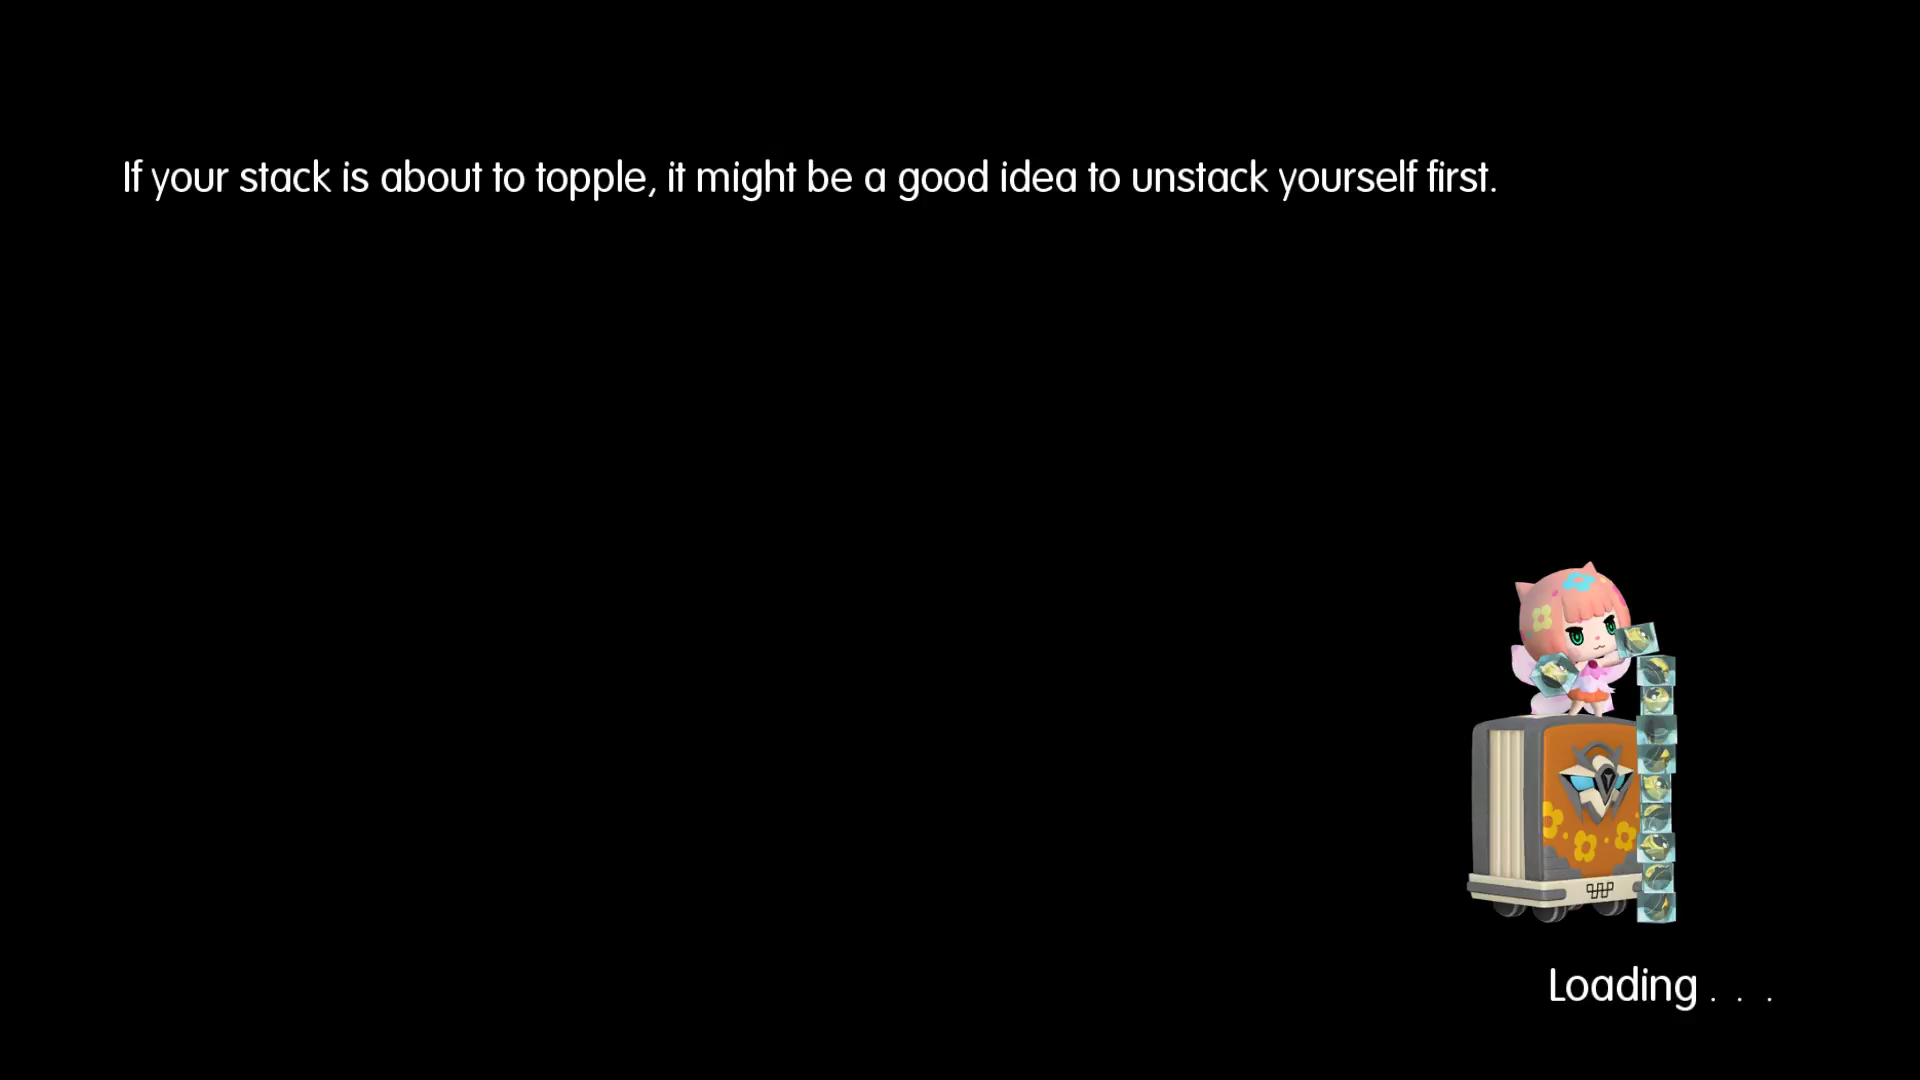 If your stack is about to topple, it might be a good idea to unstack yourself first.
Loading . . .